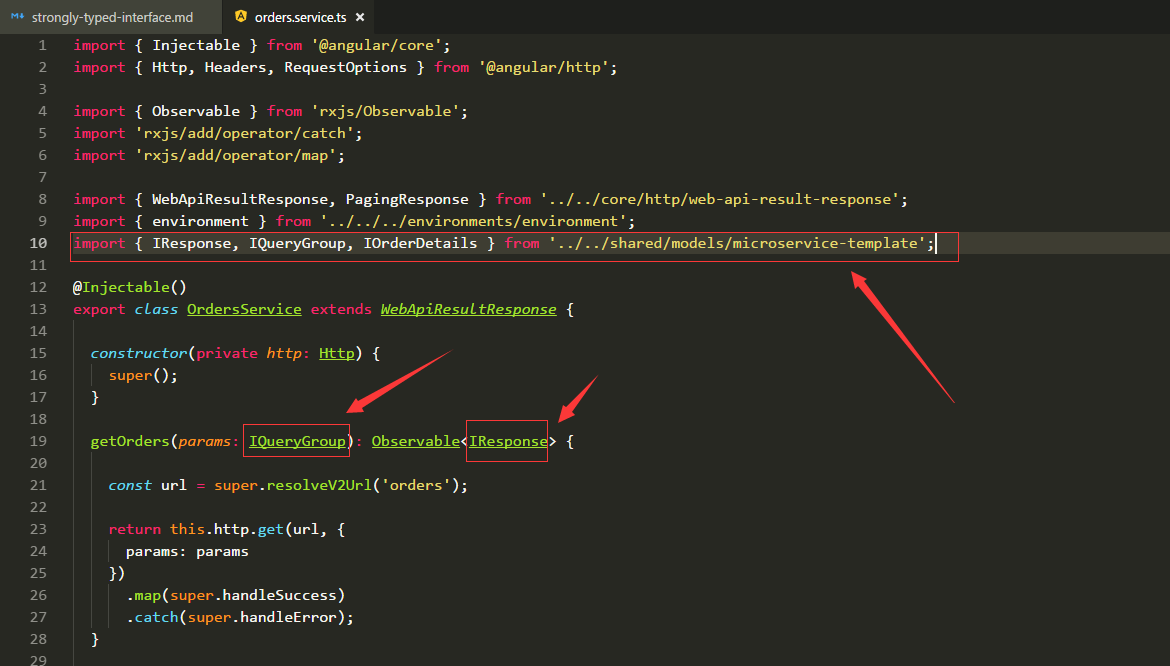 M↓ strongly-typed-interface.md orders.service.ts ×
1 import { Injectable } from '@angular/core';
2 import { Http, Headers, RequestOptions } from '@angular/http';
3
4 import { Observable } from 'rxjs/Observable';
5 import 'rxjs/add/operator/catch';
6 import 'rxjs/add/operator/map';
7
8 import { WebApiResultResponse, PagingResponse } from '../../core/http/web-api-result-response';
9 import { environment } from '../../../environments/environment';
10 import { IResponse, IQueryGroup, IOrderDetails } from '../../shared/models/microservice-template';
11
12 @Injectable()
13 export class OrdersService extends WebApiResultResponse {
14
15 constructor(private http: Http) {
16 super();
17 }
18
19 getOrders(params: IQueryGroup): Observable<IResponse> {
20
21 const url = super.resolveV2Url('orders');
22
23 return this.http.get(url, {
24 params: params
25 })
26 .map(super.handleSuccess)
27 .catch(super.handleError);
28 }
29